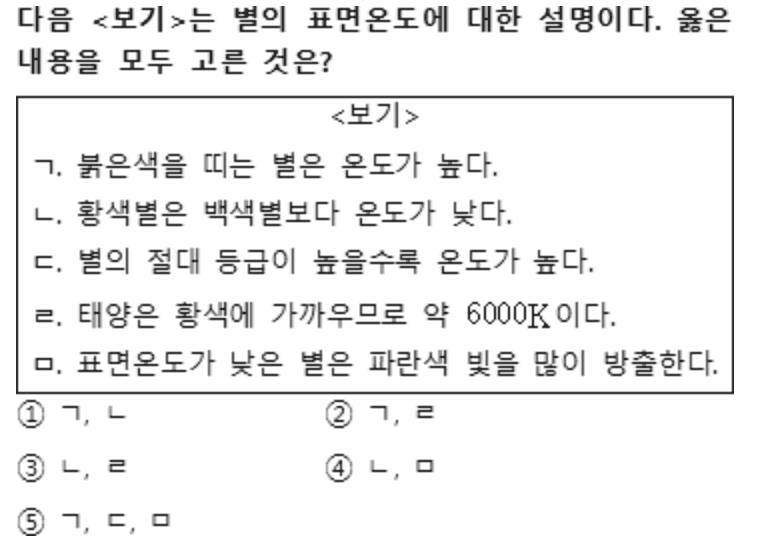 다음 <보기>는 별의 표면온도에 대한 설명이다. 옳은
내용을 모두 고른 것은?
<보기>
ㄱ. 붉은색을 띠는 별은 온도가 높다.
ㄴ. 황색별은 백색별보다 온도가 낮다.
ㄷ. 별의 절대 등급이 높을수록 온도가 높다.
ㄹ. 태양은 황색에 가까우므로 약 6000K이다.
ㅁ. 표면온도가 낮은 별은 파란색 빛을 많이 방출한다.
① ㄱ, ㄴ ② ㄱ, ㄹ
③ ㄴ, ㄹ ④ ㄴ, ㅁ
⑤ ㄱ, ㄷ, ㅁ